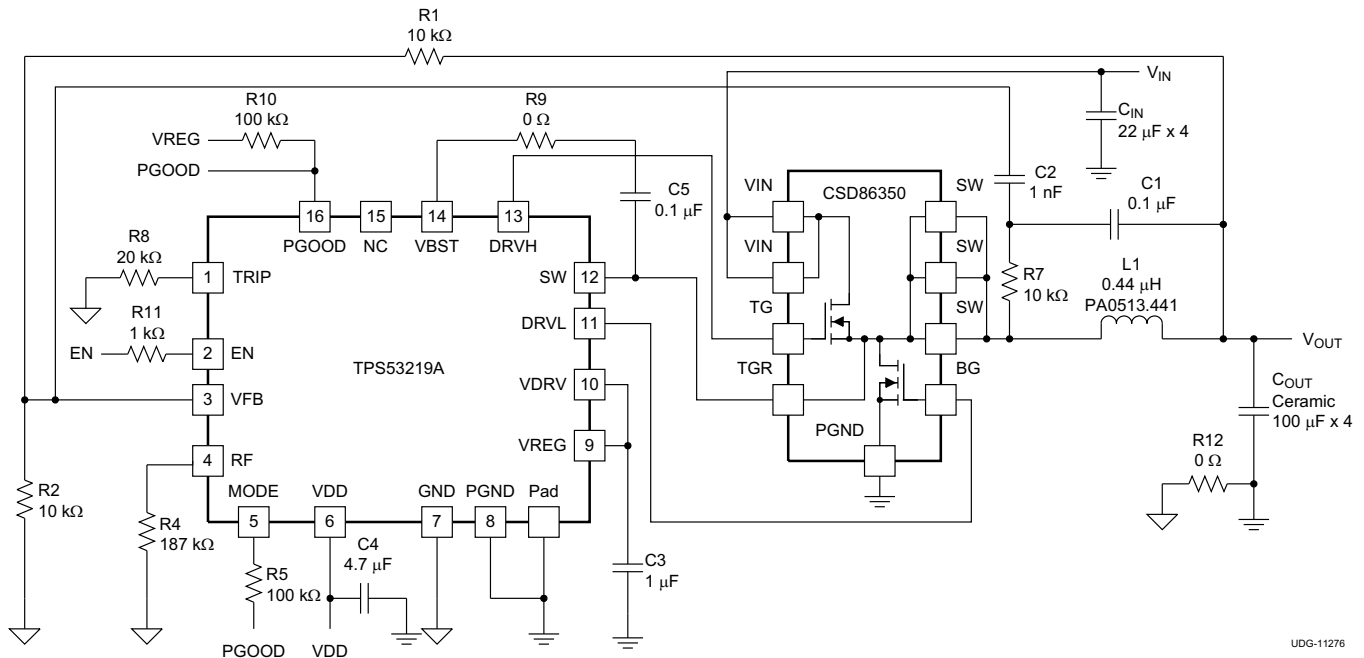 R1
10 kΩ
VIN
R10
100 kΩ
R9
0 Ω
CIN
22 μF x 4
VREG
PGOOD
C5
0.1 μF
VIN
CSD86350
SW
C2
1 nF
C1
0.1 μF
16
15
14
13
PGOOD
NC
VBST
DRVH
VIN
SW
R8
20 kΩ
1
TRIP
SW
12
R7
10 kΩ
L1
0.44 μH
PA0513.441
TG
SW
R11
1 kΩ
DRVL
11
EN
2
EN
TPS53219A
VOUT
TGR
BG
3
VFB
VDRV
10
COUT
Ceramic
100 μF x 4
PGND
VREG
9
4
RF
R12
0 Ω
R2
10 kΩ
MODE
VDD
GND
PGND
Pad
5
6
7
8
R4
187 kΩ
C4
4.7 μF
C3
1 μF
R5
100 kΩ
PGOOD
VDD
UDG-11276